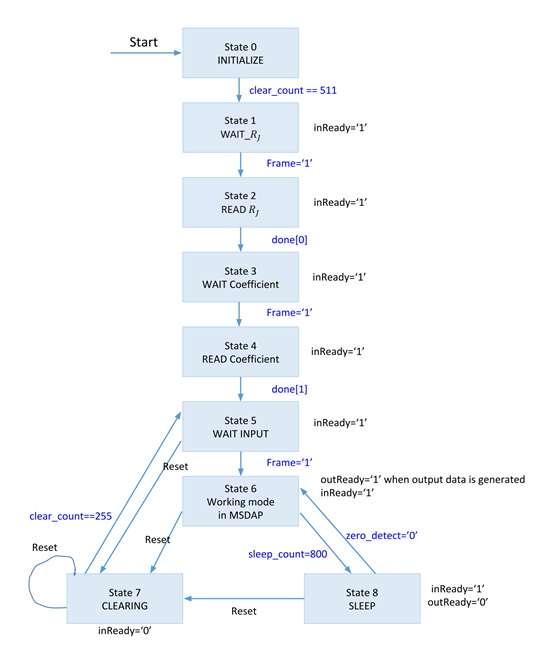 Start
State 0
INITIALIZE
clear_count == 511
State 1
WAIT_Rⱼ
inReady=‘1’
Frame=‘1’
State 2
READ Rⱼ
inReady=‘1’
done[0]
State 3
WAIT Coefficient
inReady=‘1’
Frame=‘1’
State 4
READ Coefficient
inReady=‘1’
done[1]
State 5
WAIT INPUT
inReady=‘1’
Reset
Frame=‘1’
State 6
Working mode
in MSDAP
outReady=‘1’ when output data is generated
inReady=‘1’
clear_count==255
Reset
zero_detect=’0’
sleep_count=800
Reset
State 7
CLEARING
inReady=‘0’
Reset
State 8
SLEEP
inReady=‘1’
outReady=‘0’